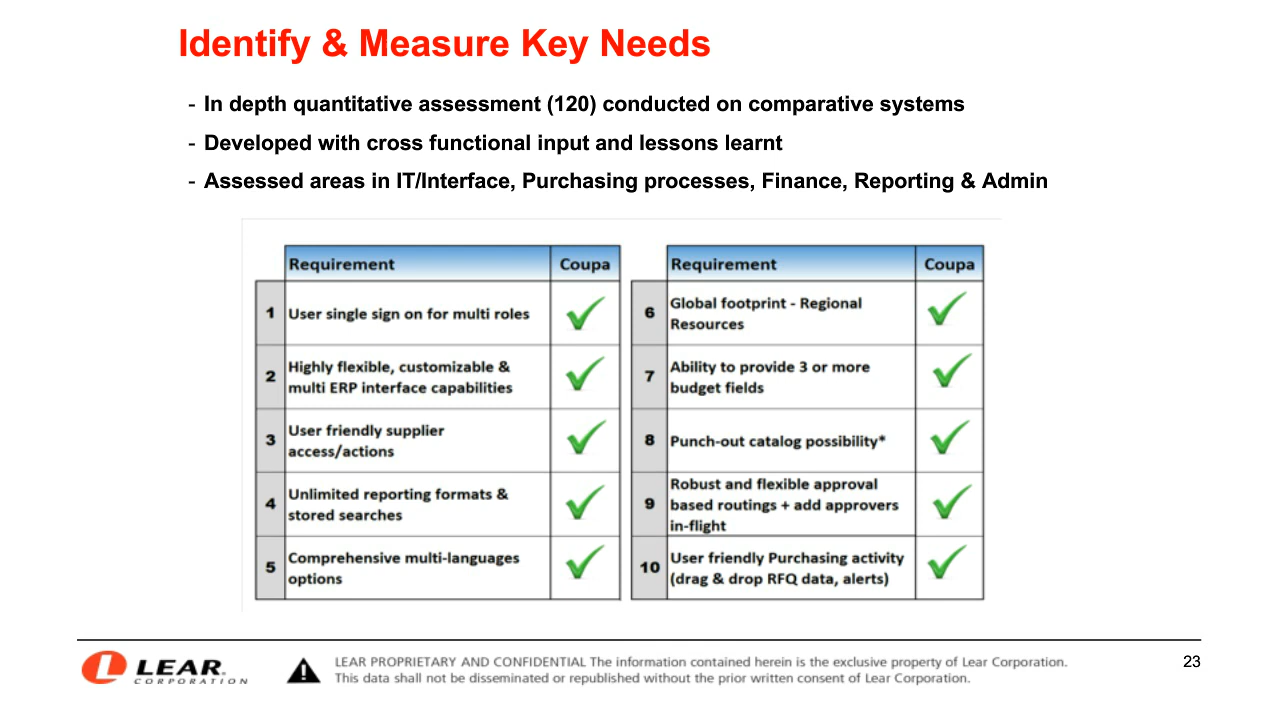 Identify & Measure Key Needs
- In depth quantitative assessment (120) conducted on comparative systems
- Developed with cross functional input and lessons learnt
- Assessed areas in IT/Interface, Purchasing processes, Finance, Reporting & Admin
Requirement Coupa
1 User single sign on for multi roles
2 Highly flexible, customizable &
multi ERP interface capabilities
3 User friendly supplier
access/actions
4 Unlimited reporting formats &
stored searches
5 Comprehensive multi-languages
options
Requirement Coupa
6 Global footprint - Regional
Resources
7 Ability to provide 3 or more
budget fields
8 Punch-out catalog possibility*
9 Robust and flexible approval
based routings + add approvers
in-flight
10 User friendly Purchasing activity
(drag & drop RFQ data, alerts)
LEAR
CORPORATION
LEAR PROPRIETARY AND CONFIDENTIAL The information contained herein is the exclusive property of Lear Corporation.
This data shall not be disseminated or republished without the prior written consent of Lear Corporation.
23